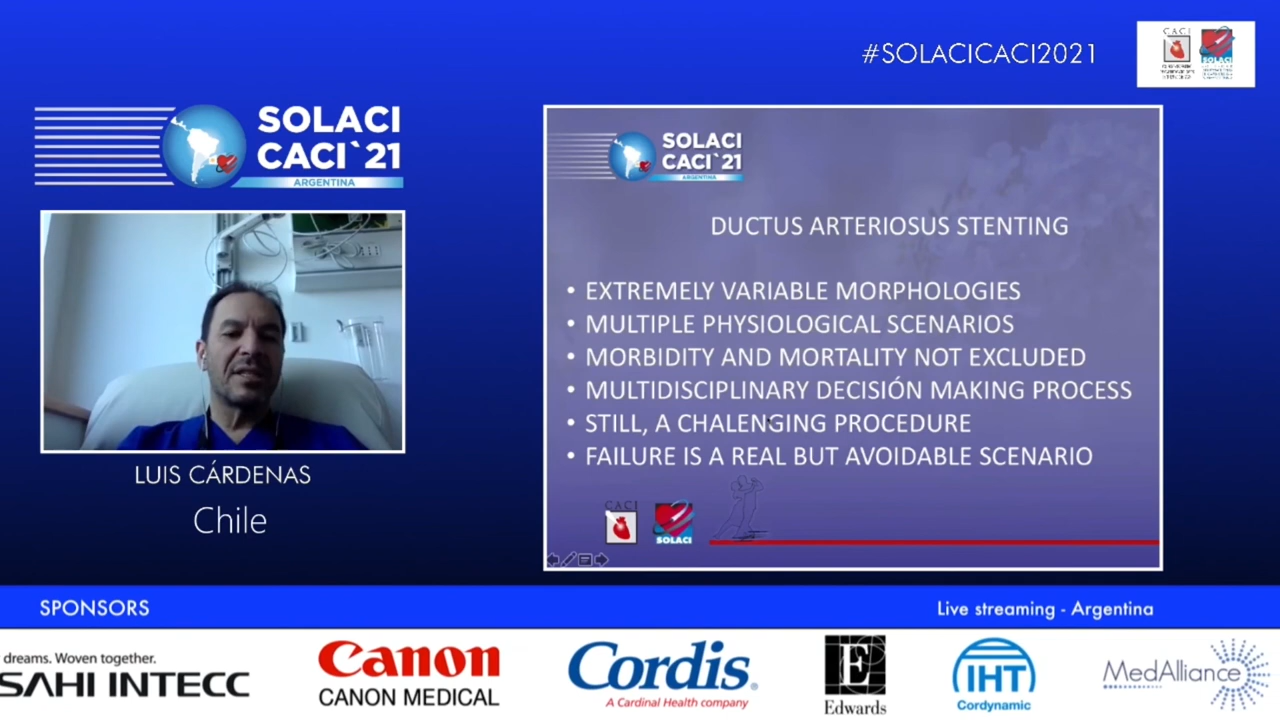 #SOLACICACI2021
CACI
SOLACI
SOLACI
CACI`21
ARGENTINA
LUIS CÁRDENAS
Chile
SOLACI
CACI`21
ARGENTINA
DUCTUS ARTERIOSUS STENTING
• EXTREMELY VARIABLE MORPHOLOGIES
• MULTIPLE PHYSIOLOGICAL SCENARIOS
• MORBIDITY AND MORTALITY NOT EXCLUDED
• MULTIDISCIPLINARY DECISIÓN MAKING PROCESS
• STILL, A CHALENGING PROCEDURE
• FAILURE IS A REAL BUT AVOIDABLE SCENARIO
CACI
SOLACI
SPONSORS
Live streaming - Argentina
dreams. Woven together.
SAHI INTECC
Canon
CANON MEDICAL
Cordis.
A Cardinal Health company
E
Edwards
IHT
Cordynamic
MedAlliance